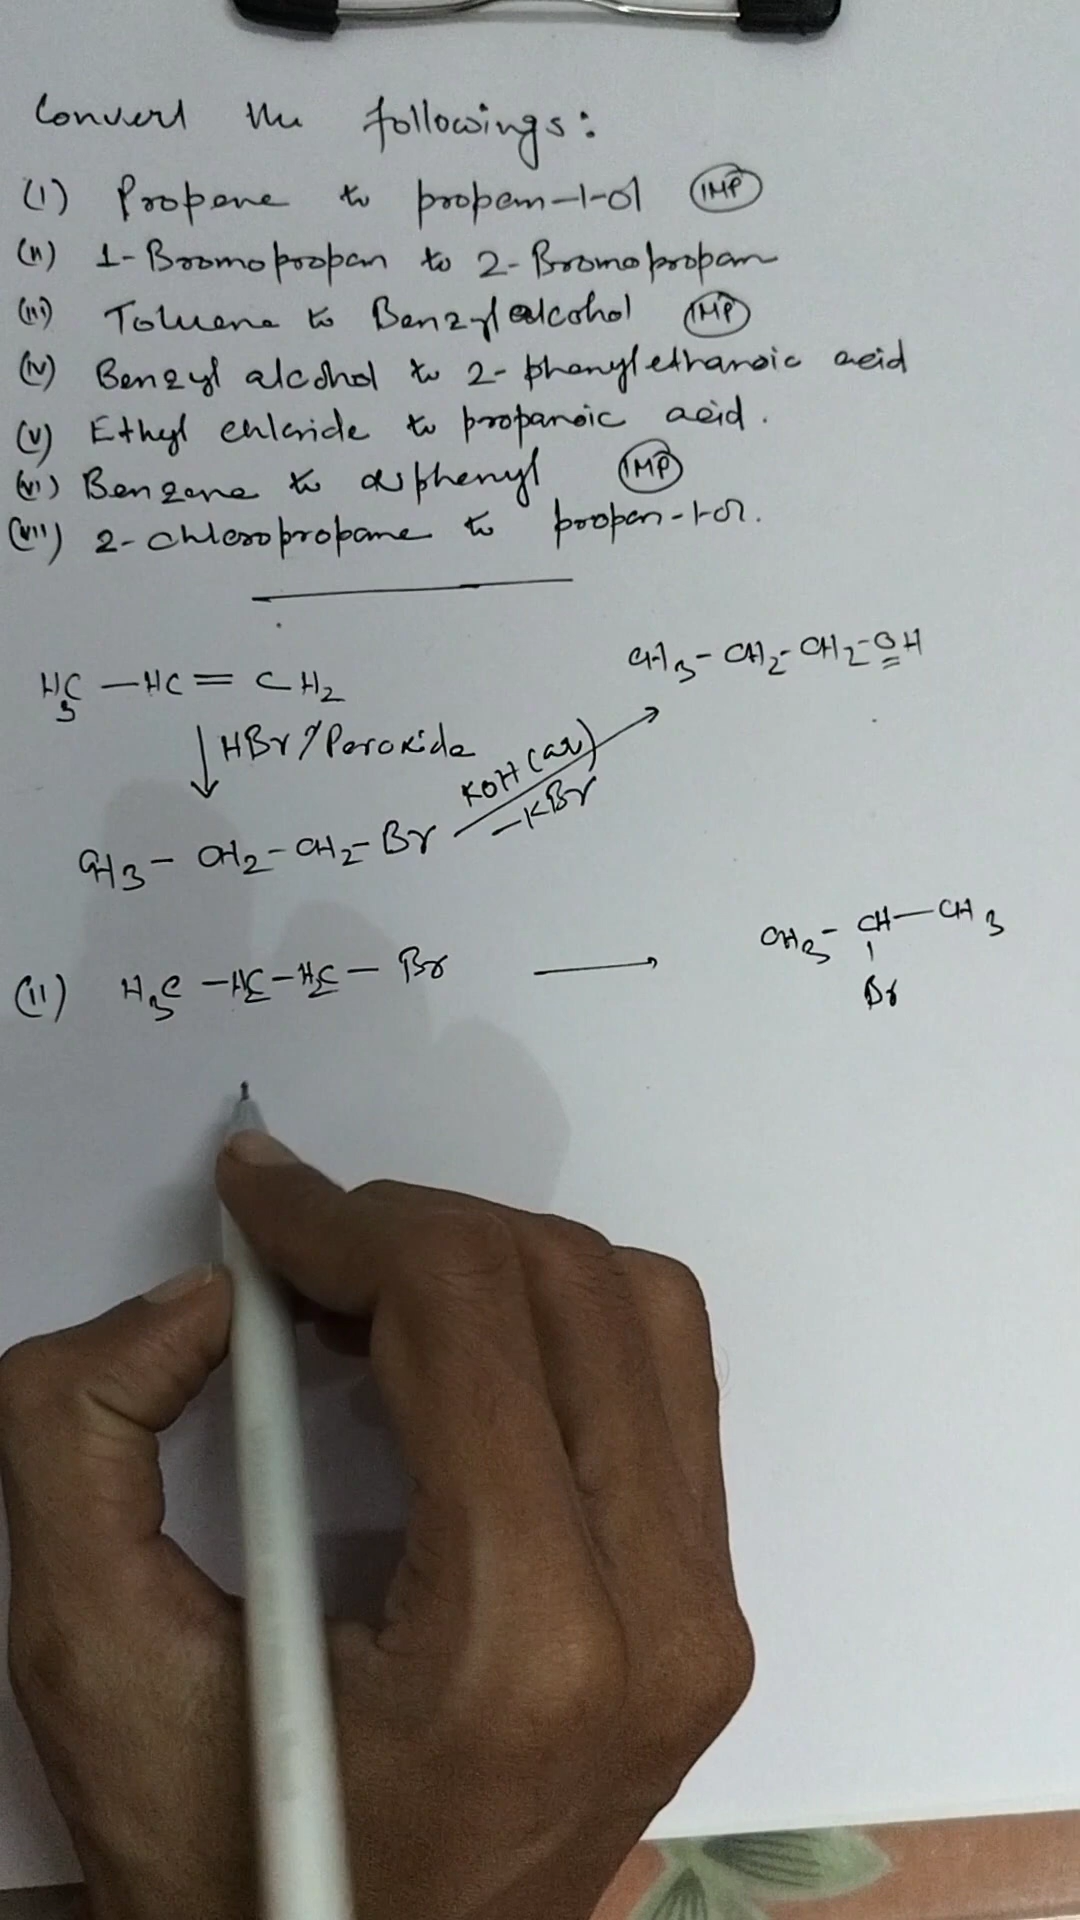 Convert the followings:
(i) Propene to propan-1-ol (IMP)
(ii) 1-Bromopropan to 2-Bromopropan
(iii) Toluene to Benzyl alcohol (IMP)
(iv) Benzyl alcohol to 2-phenylethanoic acid
(v) Ethyl chloride to propanoic acid.
(vi) Benzene to diphenyl (IMP)
(vii) 2-chloropropane to propan-1-ol.
CH3-CH2-CH2-OH
H3C-HC=CH2
↓ HBr/Peroxide
KOH (aq)
-KBr
CH3-CH2-CH2-Br
CH3-CH-CH3
(ii) H3C-H2C-H2C-Br →
Br